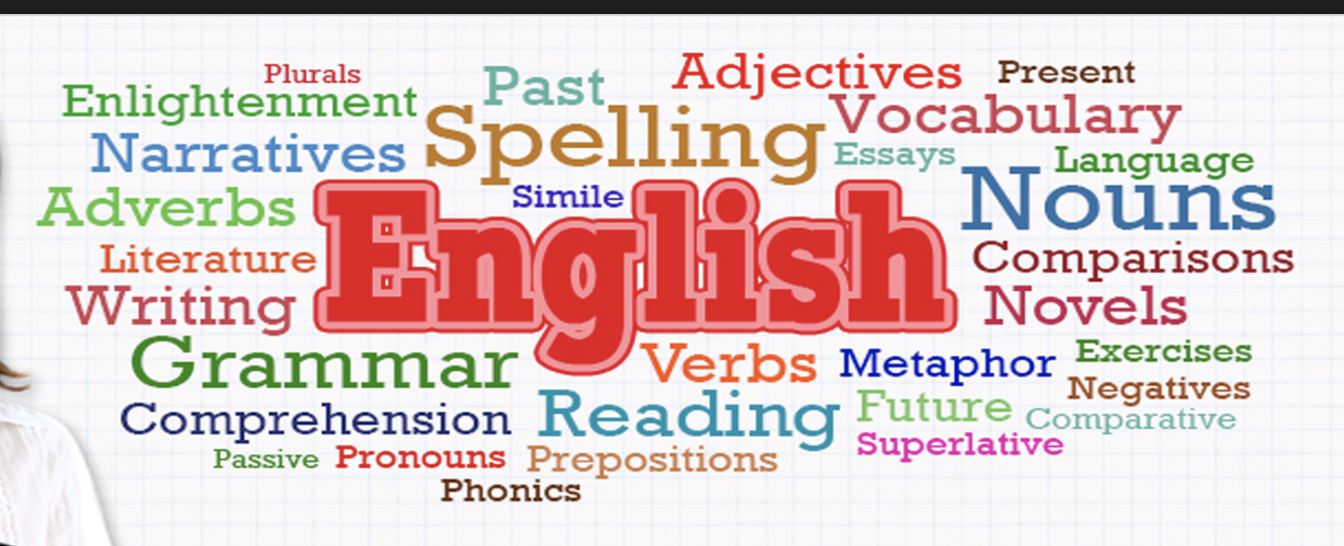 Plurals
Past
Adjectives
Present
Enlightenment
Spelling
Vocabulary
Narratives
Essays
Language
Adverbs
Simile
Nouns
Literature
English
Comparisons
Writing
Novels
Grammar
Verbs
Metaphor
Exercises
Negatives
Comprehension
Reading
Future
Comparative
Superlative
Passive
Pronouns
Prepositions
Phonics